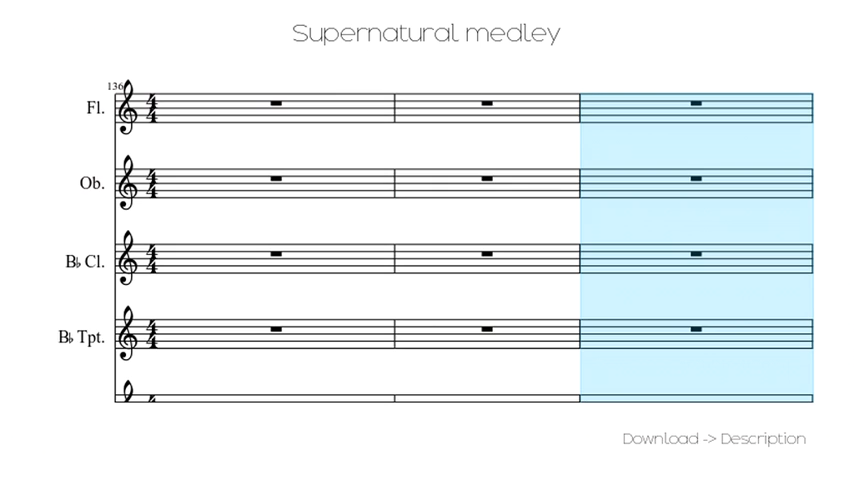 Supernatural medley
136
Fl.
Ob.
B♭ Cl.
B♭ Tpt.
Download -> Description